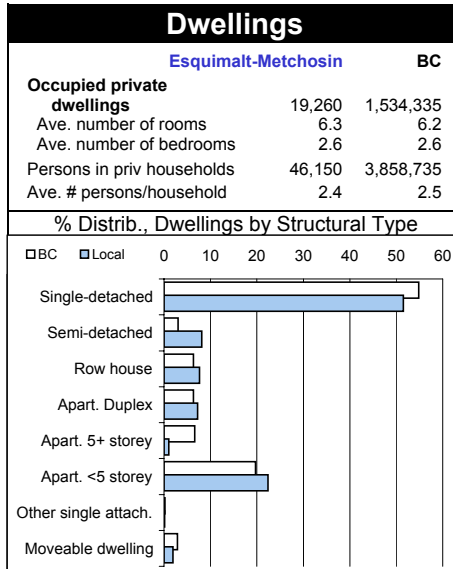 Dwellings
Esquimalt-Metchosin BC
Occupied private
dwellings 19,260 1,534,335
Ave. number of rooms 6.3 6.2
Ave. number of bedrooms 2.6 2.6
Persons in priv households 46,150 3,858,735
Ave. # persons/household 2.4 2.5
% Distrib., Dwellings by Structural Type
BC Local 0 10 20 30 40 50 60
Single-detached
Semi-detached
Row house
Apart. Duplex
Apart. 5+ storey
Apart. <5 storey
Other single attach.
Moveable dwelling